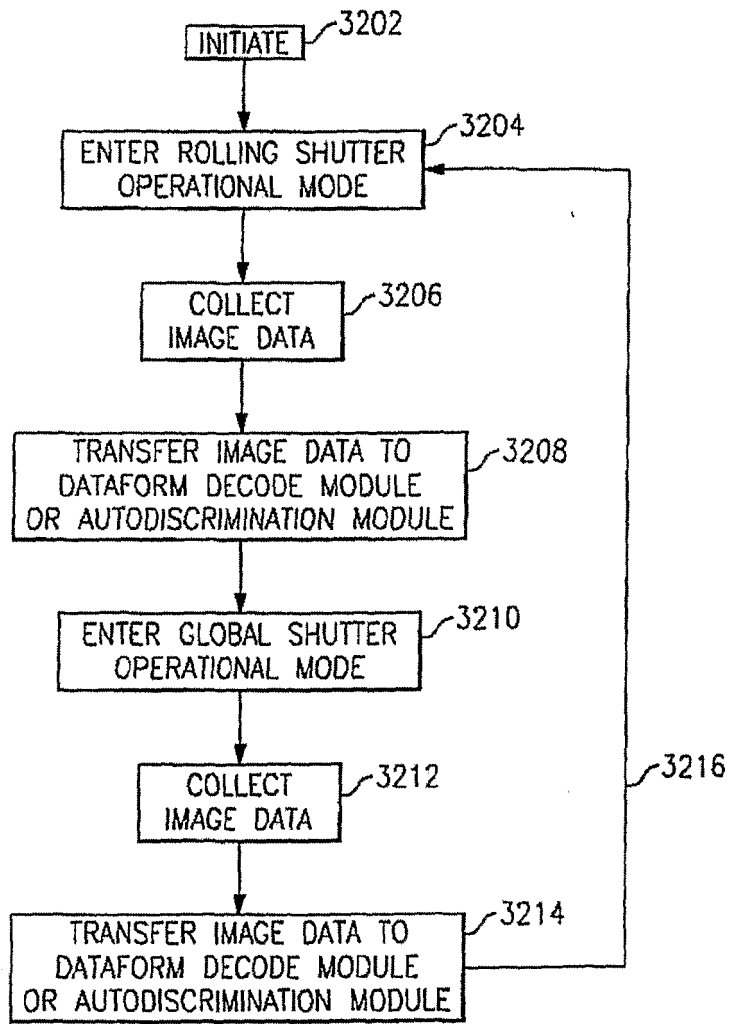 INITIATE
3202
ENTER ROLLING SHUTTER
OPERATIONAL MODE
3204
COLLECT
IMAGE DATA
3206
TRANSFER IMAGE DATA TO
DATAFORM DECODE MODULE
OR AUTODISCRIMINATION MODULE
3208
ENTER GLOBAL SHUTTER
OPERATIONAL MODE
3210
COLLECT
IMAGE DATA
3212
3216
TRANSFER IMAGE DATA TO
DATAFORM DECODE MODULE
OR AUTODISCRIMINATION MODULE
3214